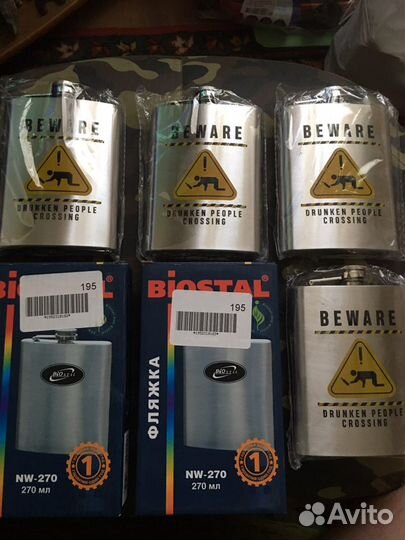 BEWARE
DRUNKEN PEOPLE
CROSSING
BEWARE
DRUNKEN PEOPLE
CROSSING
BEWARE
DRUNKEN PEOPLE
CROSSING
195
BIOSTAL
195
ФЛЯЖКА
NW-270
270 мл
1
NW-270
270 мл
1
BEWARE
DRUNKEN PEOPLE
CROSSING
Avito